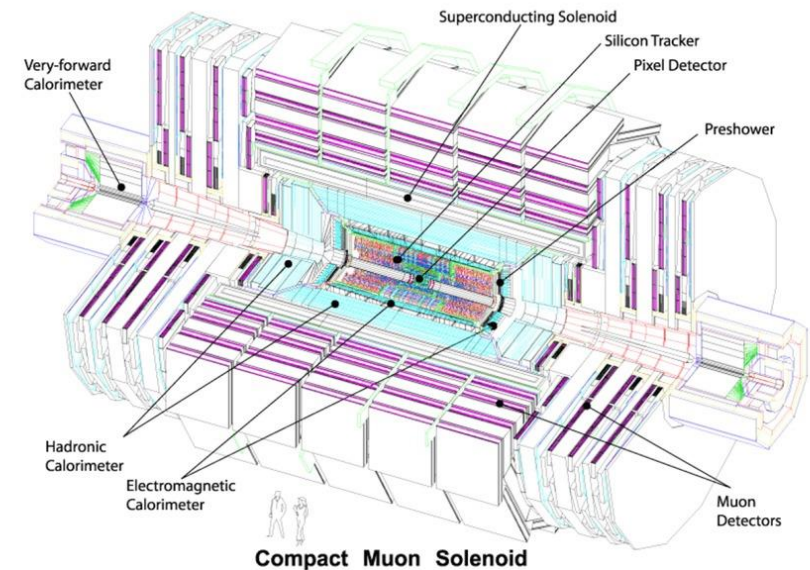 Superconducting Solenoid
Silicon Tracker
Pixel Detector
Very-forward
Calorimeter
Preshower
Hadronic
Calorimeter
Electromagnetic
Calorimeter
Muon
Detectors
Compact Muon Solenoid